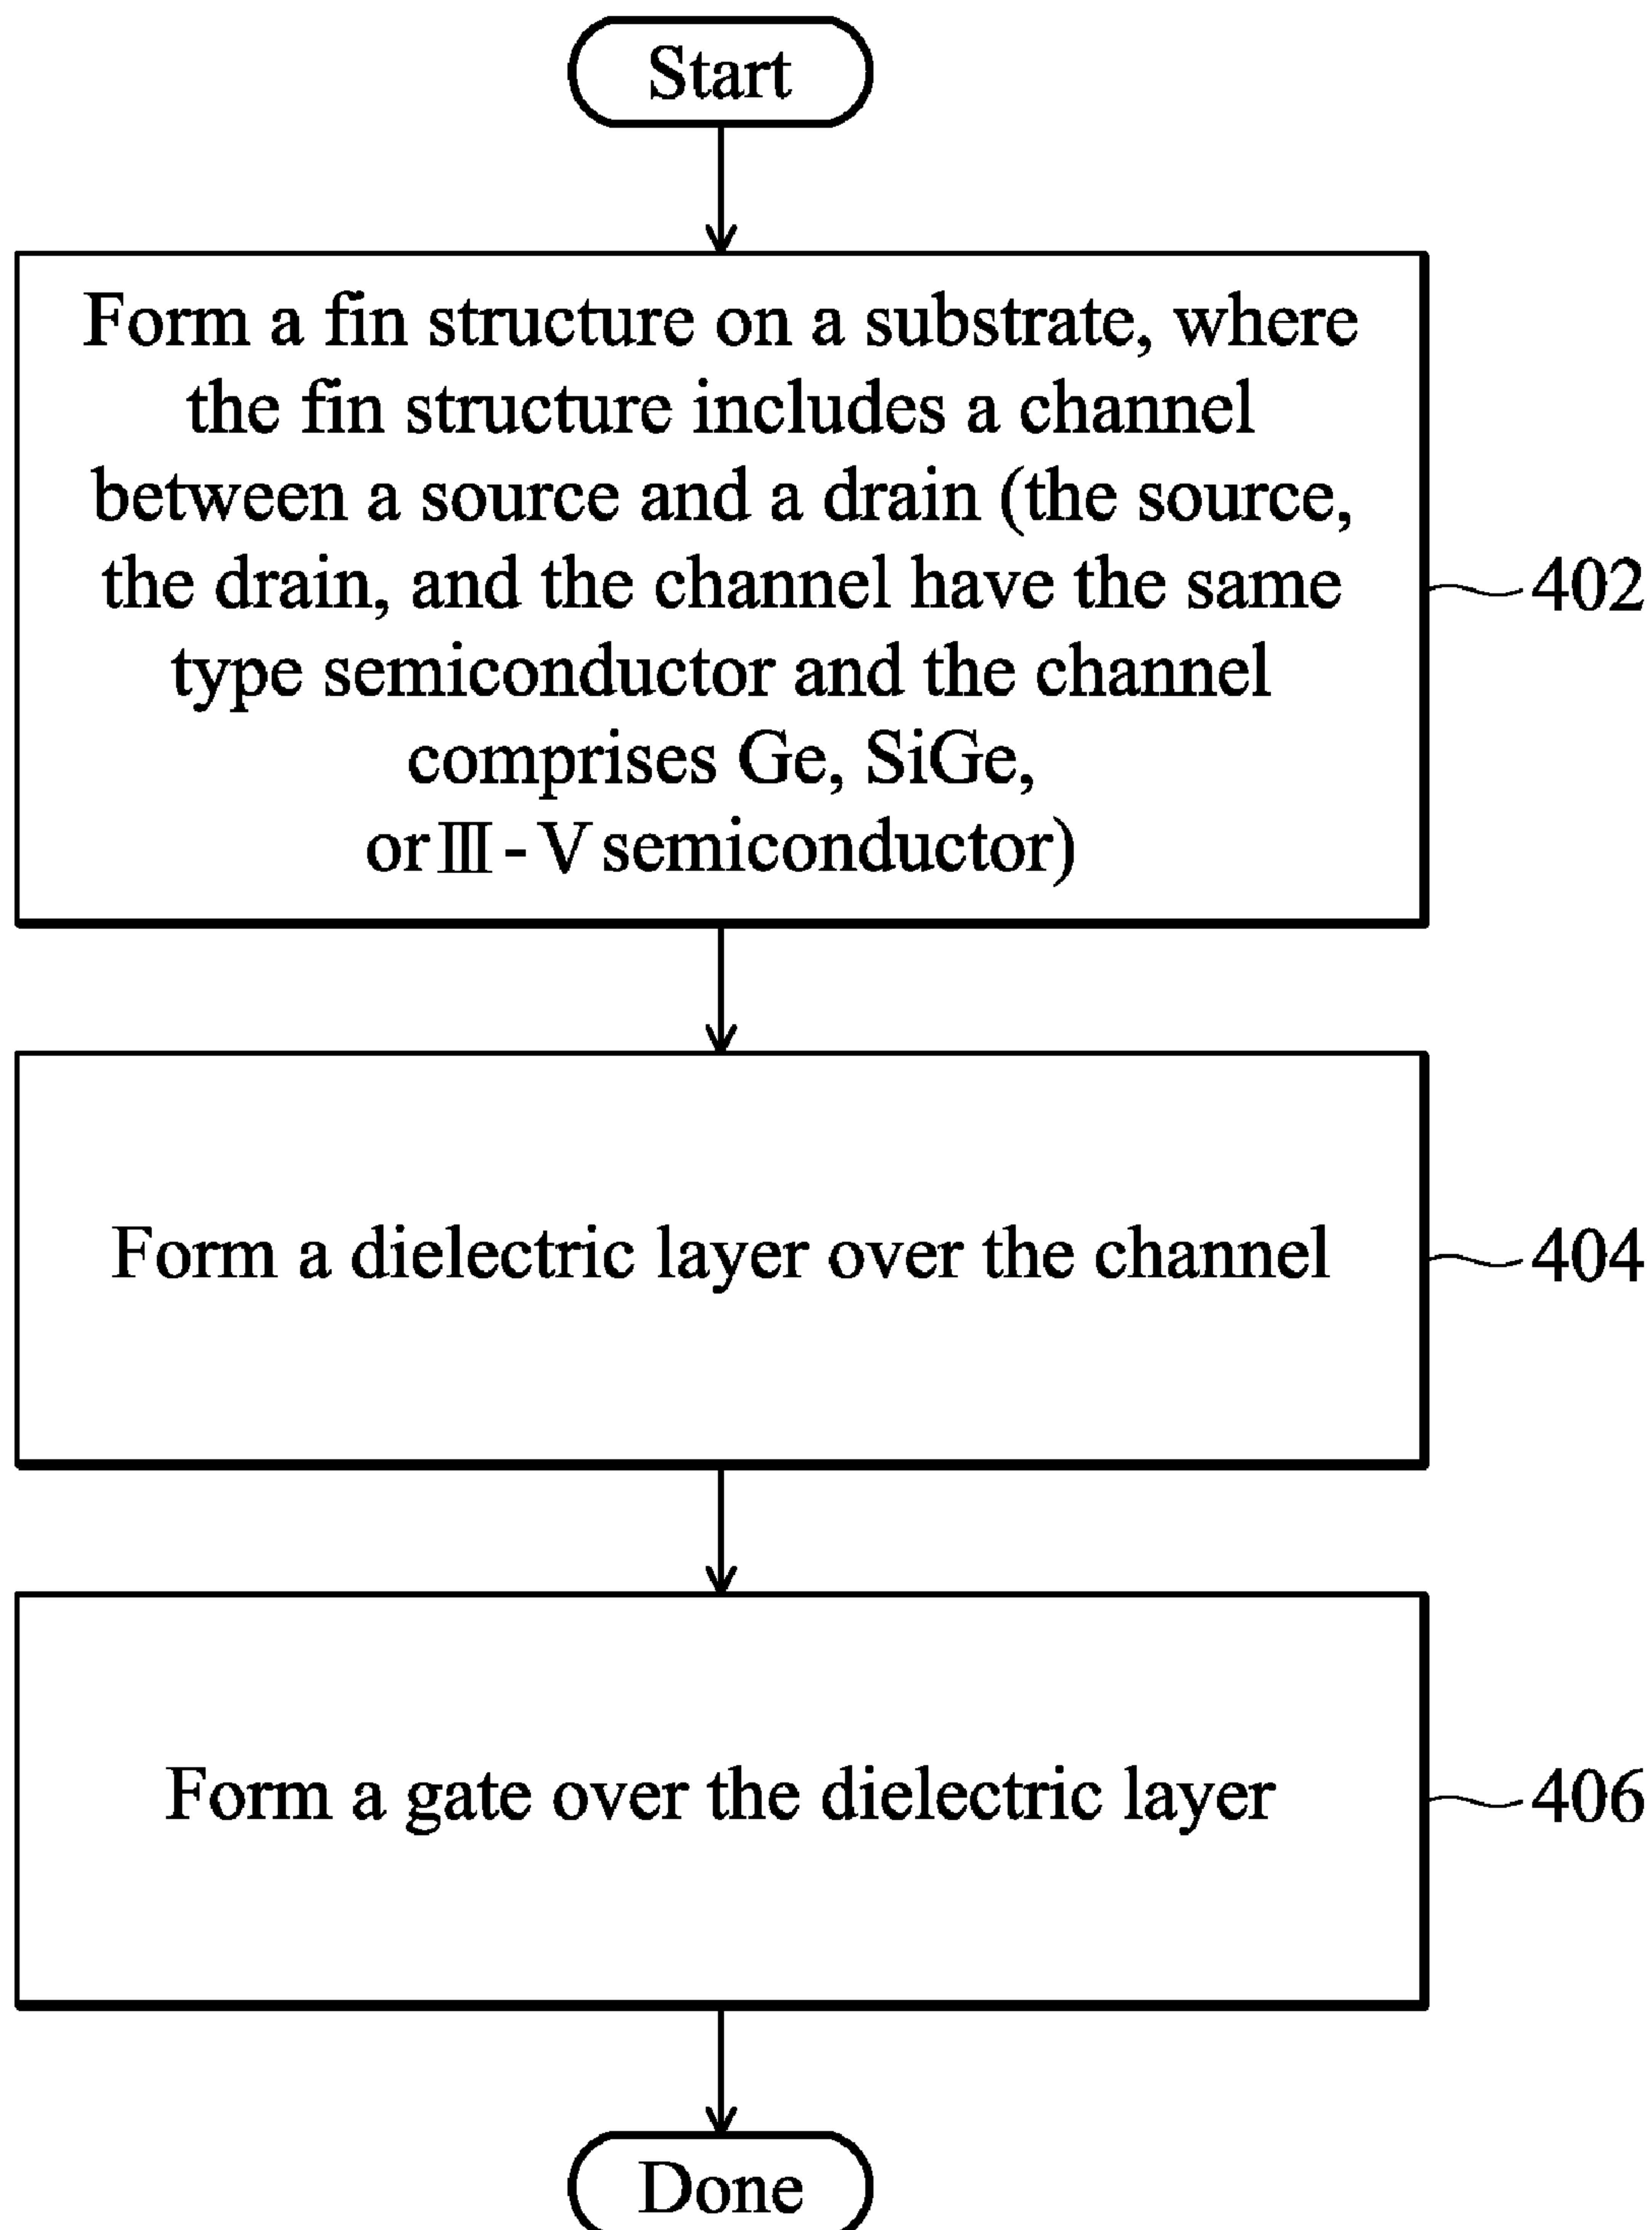 Start
Form a fin structure on a substrate, where
the fin structure includes a channel
between a source and a drain (the source,
the drain, and the channel have the same
type semiconductor and the channel
comprises Ge, SiGe,
or Ⅲ - V semiconductor)
402
Form a dielectric layer over the channel
404
Form a gate over the dielectric layer
406
Done